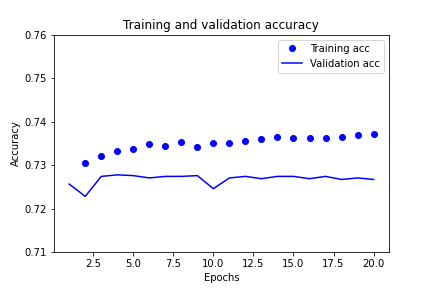 Training and validation accuracy
Training acc
Validation acc
Accuracy
0.76
0.75
0.74
0.73
0.72
0.71
2.5 5.0 7.5 10.0 12.5 15.0 17.5 20.0
Epochs